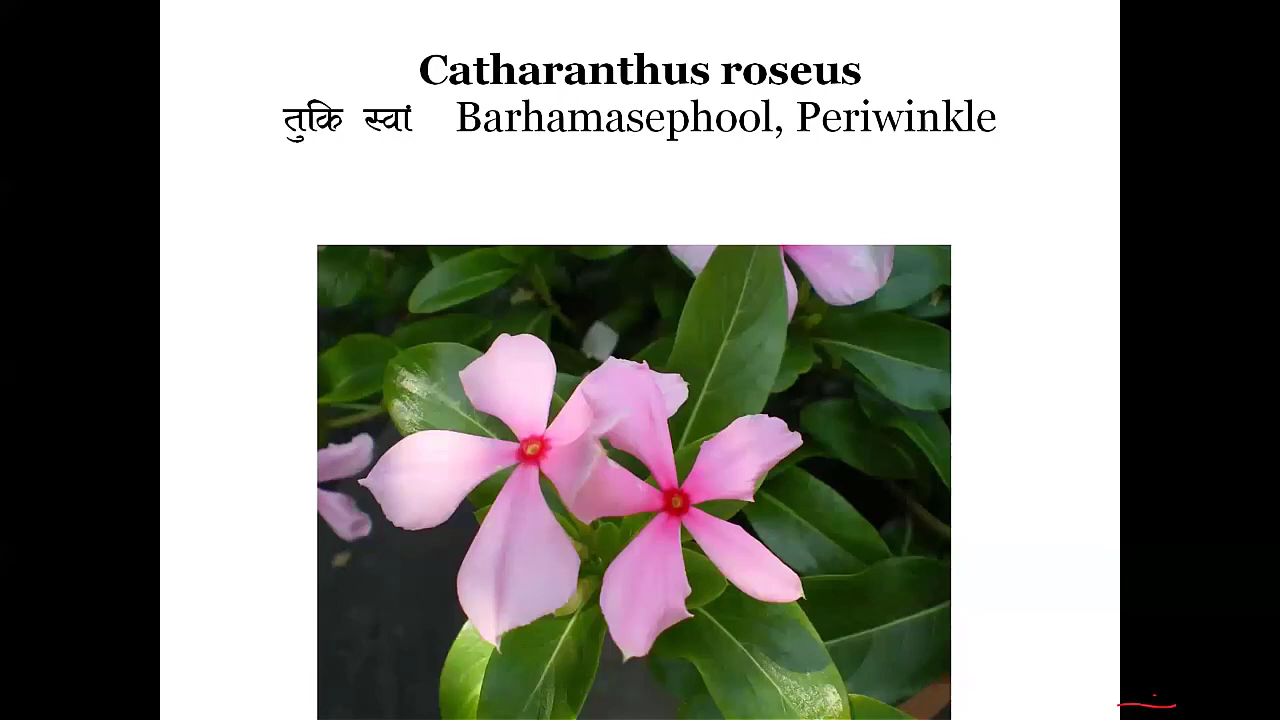 Catharanthus roseus
तुकि स्वां Barhamasephool, Periwinkle